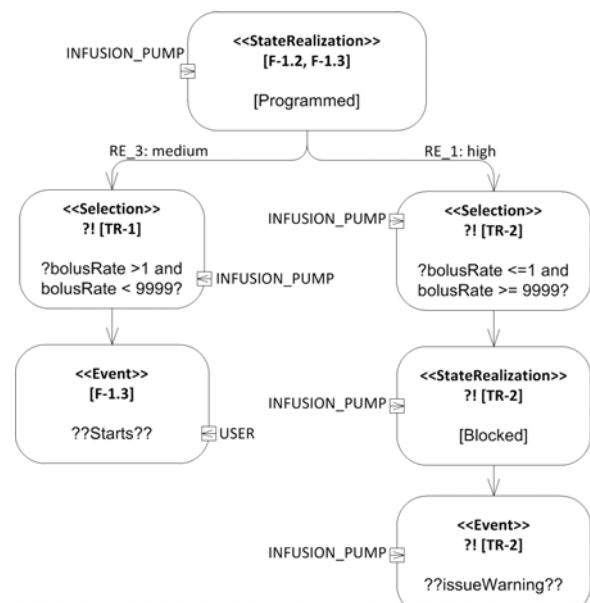 <<StateRealization>>
INFUSION_PUMP
[F-1.2, F-1.3]
[Programmed]
RE_3: medium
RE_1: high
<<Selection>>
?! [TR-1]
?bolusRate >1 and
bolusRate < 9999?
INFUSION_PUMP
<<Selection>>
INFUSION_PUMP
?! [TR-2]
?bolusRate <=1 and
bolusRate >= 9999?
<<Event>>
[F-1.3]
??Starts??
USER
<<StateRealization>>
?! [TR-2]
INFUSION_PUMP
[Blocked]
<<Event>>
?! [TR-2]
INFUSION_PUMP
??issueWarning??